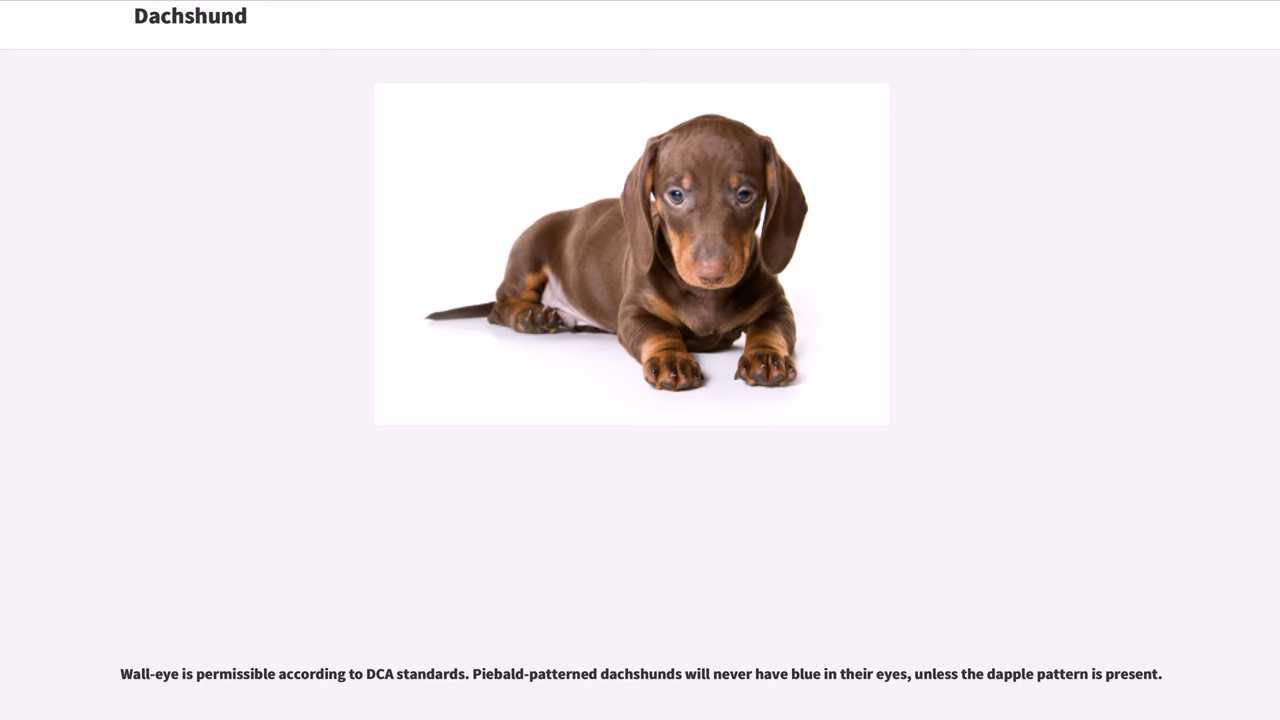 Dachshund
Wall-eye is permissible according to DCA standards. Piebald-patterned dachshunds will never have blue in their eyes, unless the dapple pattern is present.